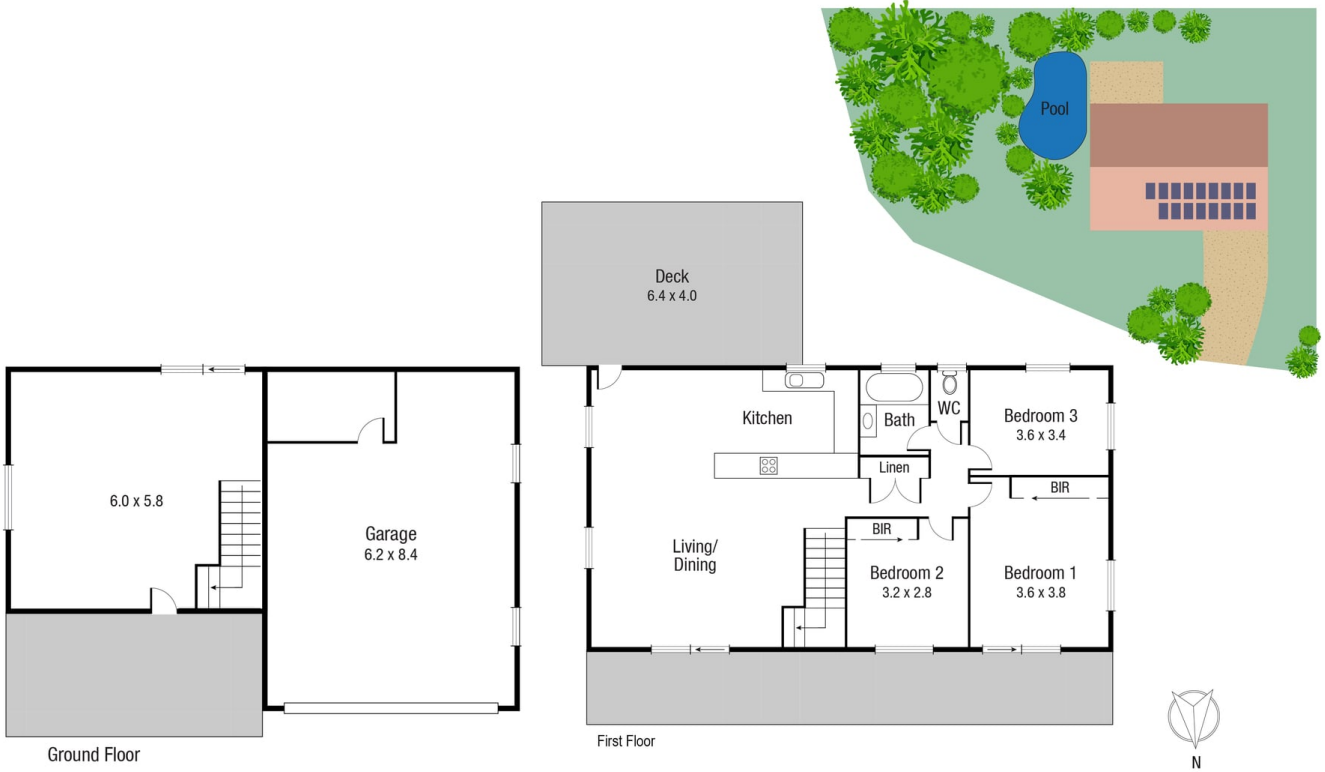 Pool
Deck
6.4 x 4.0
Kitchen
Bath
WC
Bedroom 3
3.6 x 3.4
Linen
BIR
6.0 x 5.8
Garage
6.2 x 8.4
Living/
Dining
BIR
Bedroom 2
3.2 x 2.8
Bedroom 1
3.6 x 3.8
Ground Floor
First Floor
N